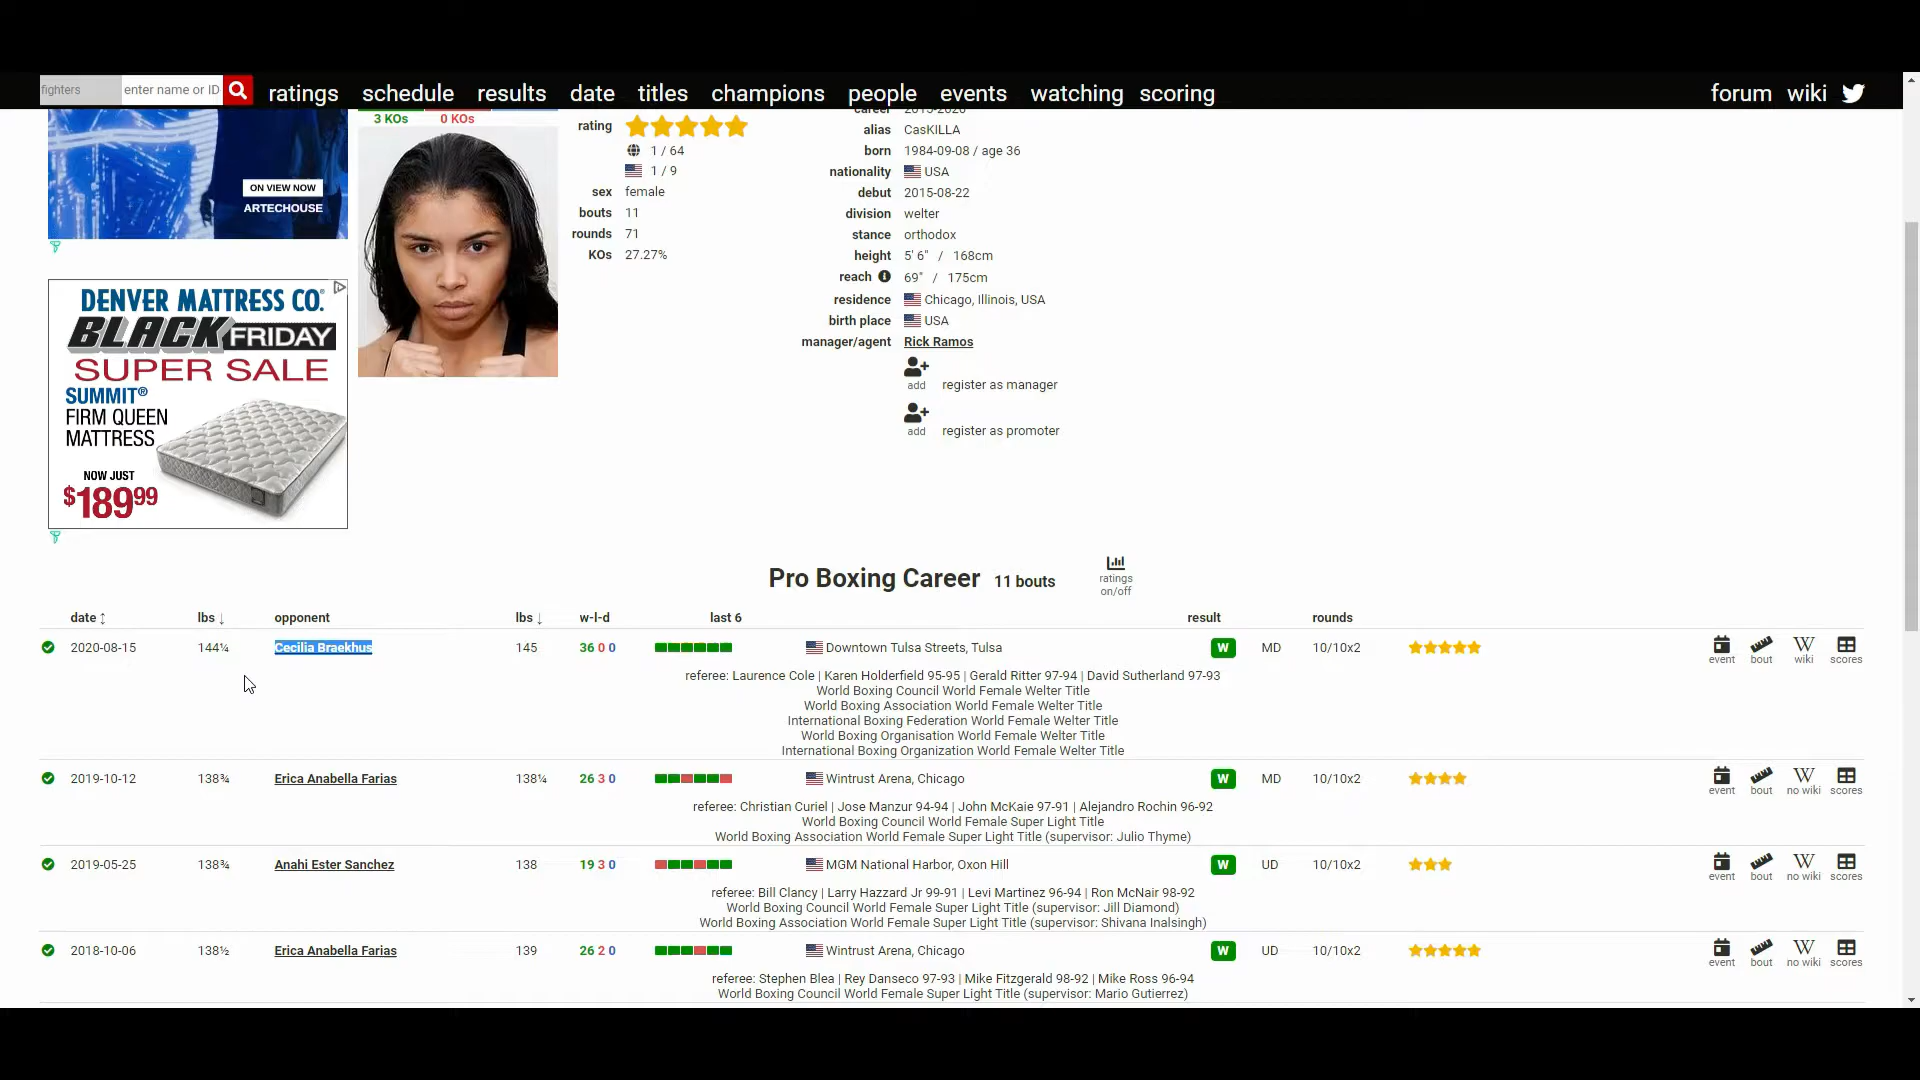 fighters
enter name or ID
ratings schedule results date titles champions people events watching scoring
forum wiki
ON VIEW NOW
ARTECHOUSE
DENVER MATTRESS CO.®
BLACK FRIDAY
SUPER SALE
SUMMIT®
FIRM QUEEN
MATTRESS
NOW JUST
$189.99
3 KOs 0 KOs
rating
1 / 64
1 / 9
sex female
bouts 11
rounds 71
KOs 27.27%
career 2015-2020
alias CasKILLA
born 1984-09-08 / age 36
nationality USA
debut 2015-08-22
division welter
stance orthodox
height 5' 6" / 168cm
reach 69" / 175cm
residence Chicago, Illinois, USA
birth place USA
manager/agent Rick Ramos
add register as manager
add register as promoter
Pro Boxing Career 11 bouts
ratings
on/off
date lbs opponent lbs w-l-d last 6 result rounds
2020-08-15 144¼ Cecilia Braekhus 145 36 0 0 Downtown Tulsa Streets, Tulsa W MD 10/10x2 event bout wiki scores
referee: Laurence Cole | Karen Holderfield 95-95 | Gerald Ritter 97-94 | David Sutherland 97-93
World Boxing Council World Female Welter Title
World Boxing Association World Female Welter Title
International Boxing Federation World Female Welter Title
World Boxing Organisation World Female Welter Title
International Boxing Organization World Female Welter Title
2019-10-12 138¾ Erica Anabella Farias 138¼ 26 3 0 Wintrust Arena, Chicago W MD 10/10x2 event bout no wiki scores
referee: Christian Curiel | Jose Manzur 94-94 | John McKaie 97-91 | Alejandro Rochin 96-92
World Boxing Council World Female Super Light Title
World Boxing Association World Female Super Light Title (supervisor: Julio Thyme)
2019-05-25 138¾ Anahi Ester Sanchez 138 19 3 0 MGM National Harbor, Oxon Hill W UD 10/10x2 event bout no wiki scores
referee: Bill Clancy | Larry Hazzard Jr 99-91 | Levi Martinez 96-94 | Ron McNair 98-92
World Boxing Council World Female Super Light Title (supervisor: Jill Diamond)
World Boxing Association World Female Super Light Title (supervisor: Shivana Inalsingh)
2018-10-06 138½ Erica Anabella Farias 139 26 2 0 Wintrust Arena, Chicago W UD 10/10x2 event bout no wiki scores
referee: Stephen Blea | Rey Danseco 97-93 | Mike Fitzgerald 98-92 | Mike Ross 96-94
World Boxing Council World Female Super Light Title (supervisor: Mario Gutierrez)